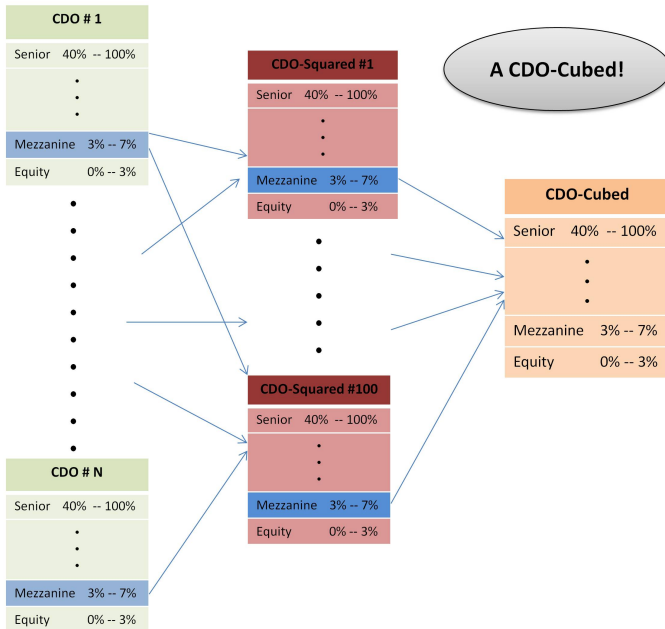 CDO # 1
Senior 40% -- 100%
Mezzanine 3% -- 7%
Equity 0% -- 3%
CDO # N
Senior 40% -- 100%
Mezzanine 3% -- 7%
Equity 0% -- 3%
CDO-Squared #1
Senior 40% -- 100%
Mezzanine 3% -- 7%
Equity 0% -- 3%
CDO-Squared #100
Senior 40% -- 100%
Mezzanine 3% -- 7%
Equity 0% -- 3%
A CDO-Cubed!
CDO-Cubed
Senior 40% -- 100%
Mezzanine 3% -- 7%
Equity 0% -- 3%